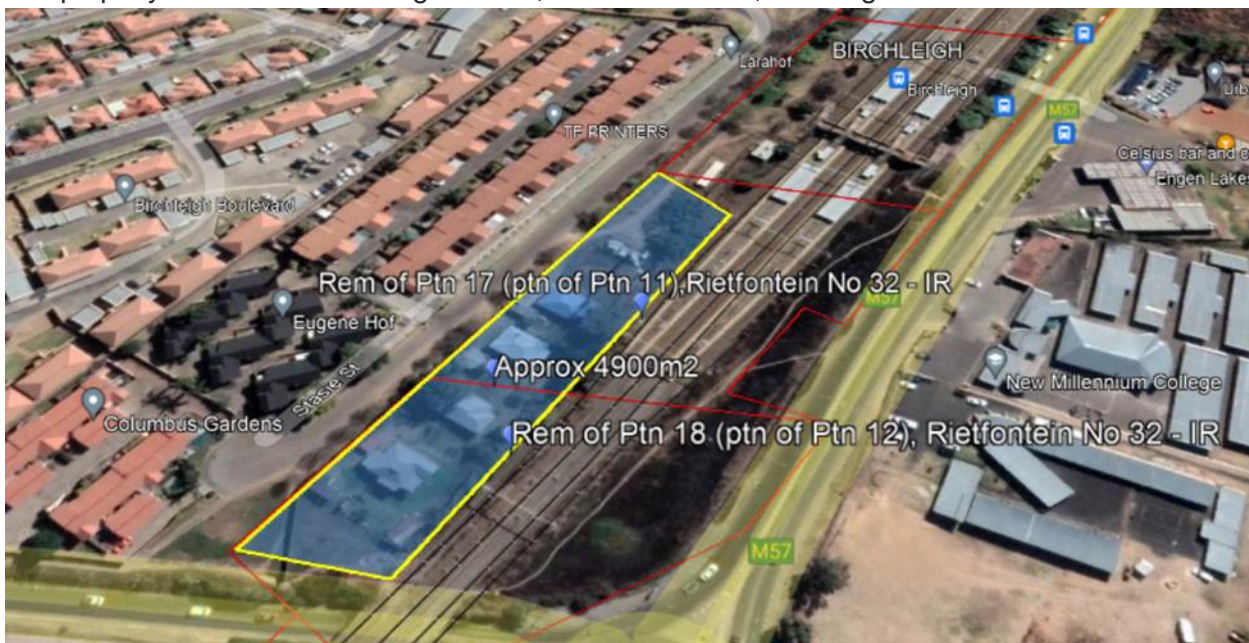 BIRCHLEIGH
Larahof
Birchleigh
M57
TF PRINTERS
Celsius bar and
Engen Lakes
Birchleigh Boulevard
Rem of Ptn 17 (ptn of Ptn 11),Rietfontein No 32 - IR
M57
Eugene Hof
Approx 4900m2
New Millennium College
Stasie St
Columbus Gardens
Rem of Ptn 18 (ptn of Ptn 12), Rietfontein No 32 - IR
M57